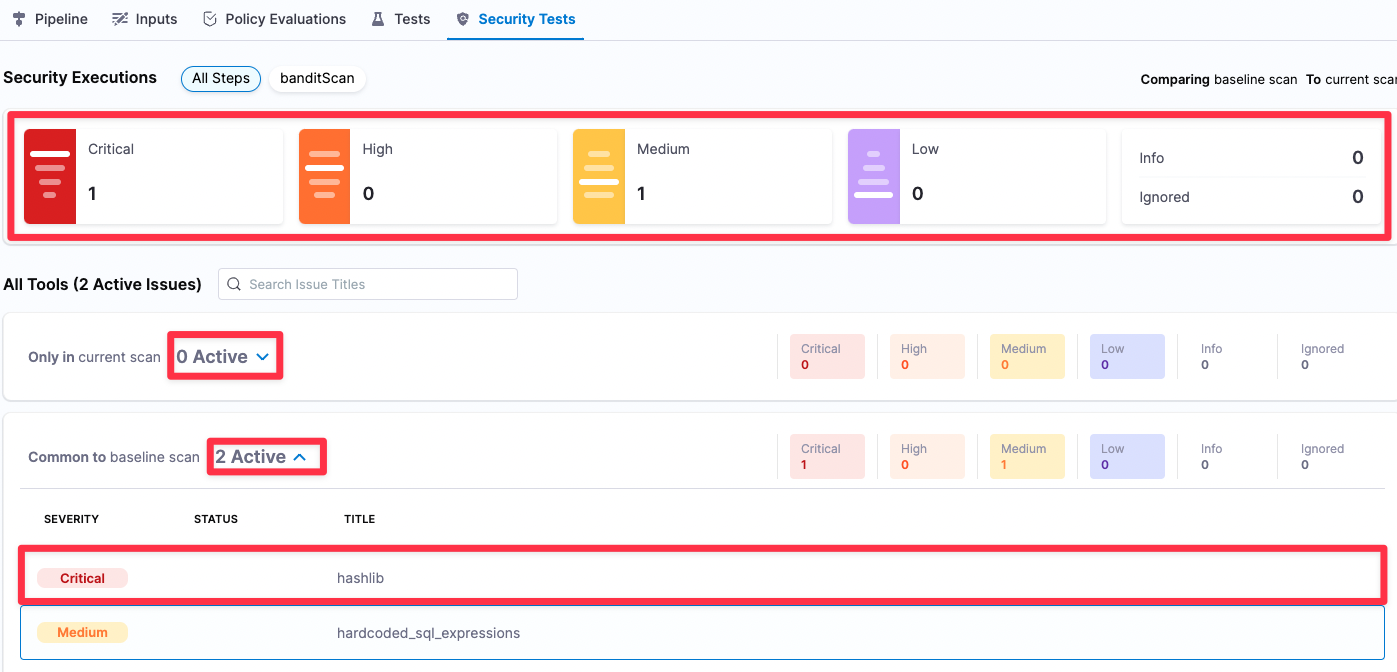 Pipeline Inputs Policy Evaluations Tests Security Tests
Security Executions All Steps banditScan Comparing baseline scan To current scan
Critical
1
High
0
Medium
1
Low
0
Info 0
Ignored 0
All Tools (2 Active Issues) Search Issue Titles
Only in current scan 0 Active
Critical
0
High
0
Medium
0
Low
0
Info
0
Ignored
0
Common to baseline scan 2 Active
Critical
1
High
0
Medium
1
Low
0
Info
0
Ignored
0
SEVERITY STATUS TITLE
Critical hashlib
Medium hardcoded_sql_expressions